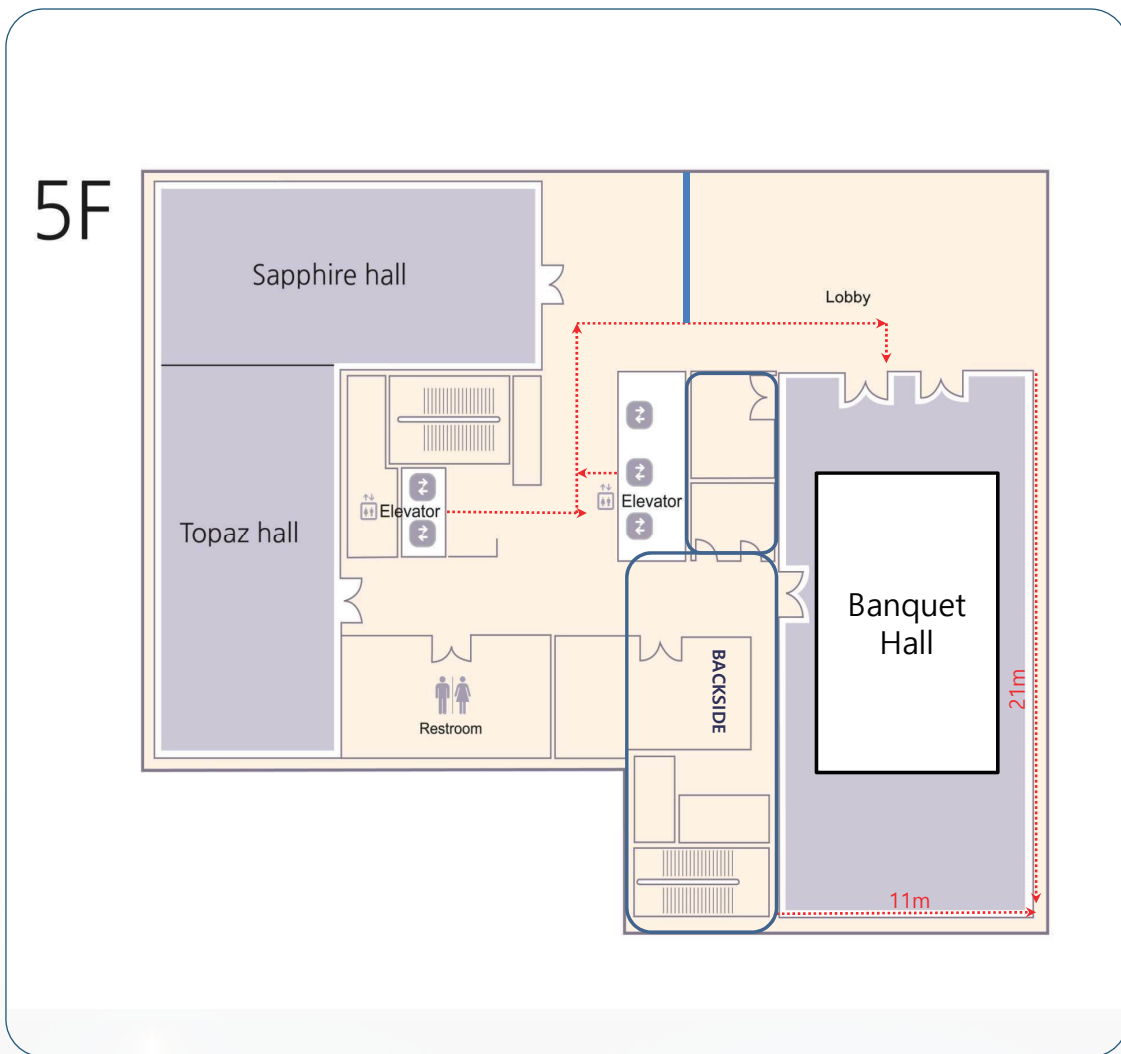 5F
Sapphire hall
Lobby
Elevator
Elevator
Topaz hall
Banquet
Hall
BACKSIDE
21m
Restroom
11m